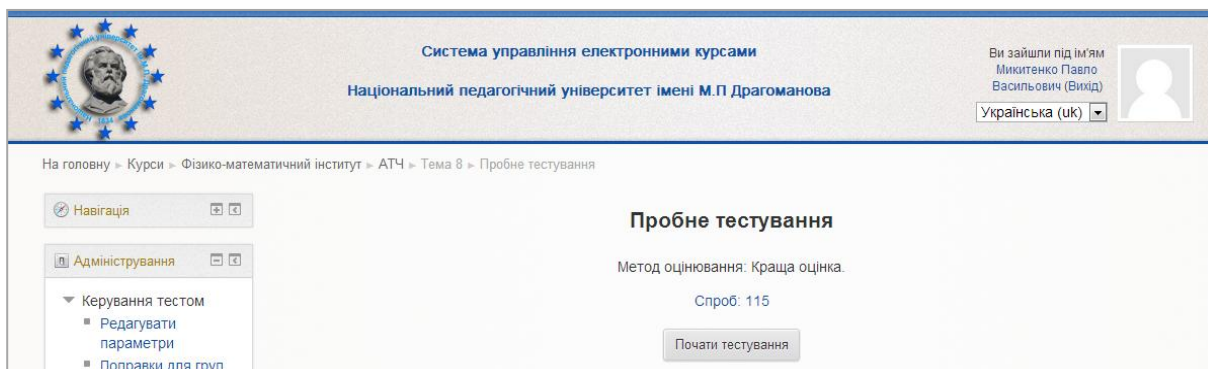 Система управління електронними курсами
Національний педагогічний університет імені М.П Драгоманова
Ви зайшли під ім'ям
Микитенко Павло
Васильович (Вихід)
Українська (uk)
На головну ► Курси ► Фізико-математичний інститут ► АТЧ ► Тема 8 ► Пробне тестування
Навігація
Адміністрування
Керування тестом
Редагувати
параметри
Поправки для груп
Пробне тестування
Метод оцінювання: Краща оцінка.
Спроб: 115
Почати тестування